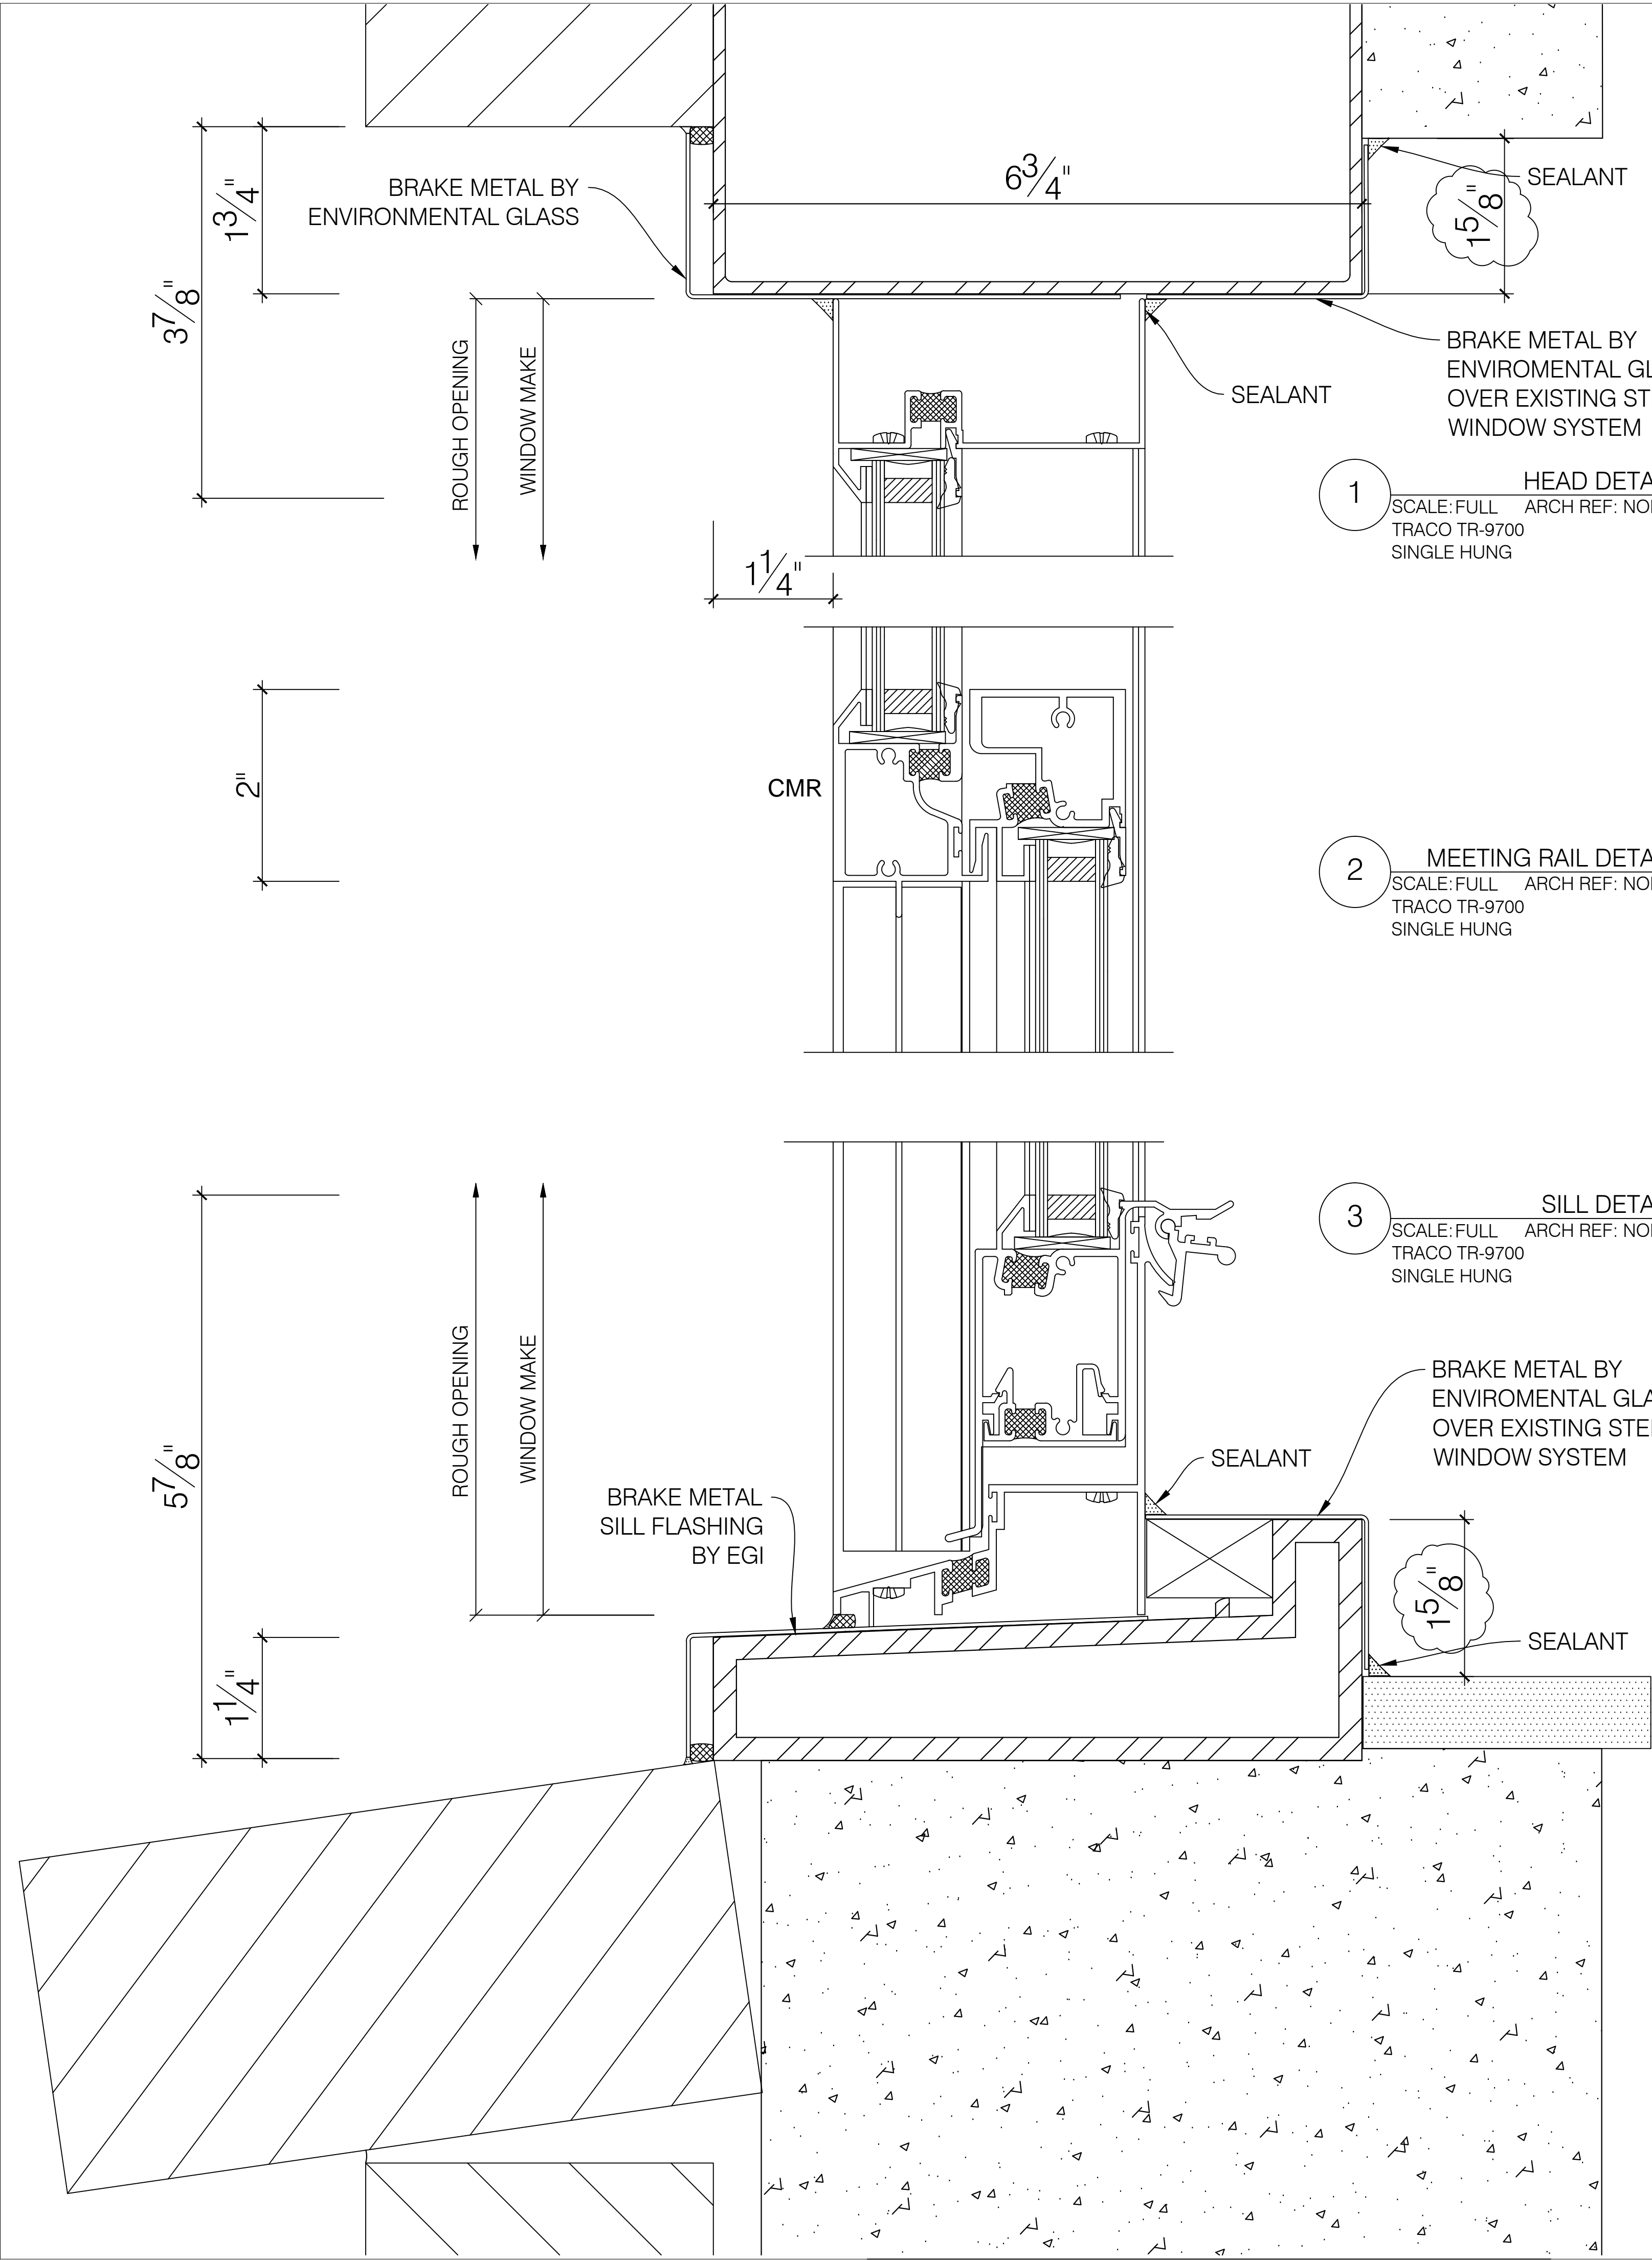 1 3/4"
3 7/8"
BRAKE METAL BY
ENVIRONMENTAL GLASS
6 3/4"
1 5/8"
SEALANT
ROUGH OPENING
WINDOW MAKE
SEALANT
BRAKE METAL BY
ENVIROMENTAL GL
OVER EXISTING ST
WINDOW SYSTEM
1
HEAD DETA
SCALE: FULL ARCH REF: NO
TRACO TR-9700
SINGLE HUNG
1 1/4"
2"
CMR
2
MEETING RAIL DETA
SCALE: FULL ARCH REF: NO
TRACO TR-9700
SINGLE HUNG
3
SILL DETA
SCALE: FULL ARCH REF: NO
TRACO TR-9700
SINGLE HUNG
ROUGH OPENING
WINDOW MAKE
5 7/8"
BRAKE METAL BY
ENVIROMENTAL GLA
OVER EXISTING STE
WINDOW SYSTEM
SEALANT
BRAKE METAL
SILL FLASHING
BY EGI
1 5/8"
SEALANT
1 1/4"